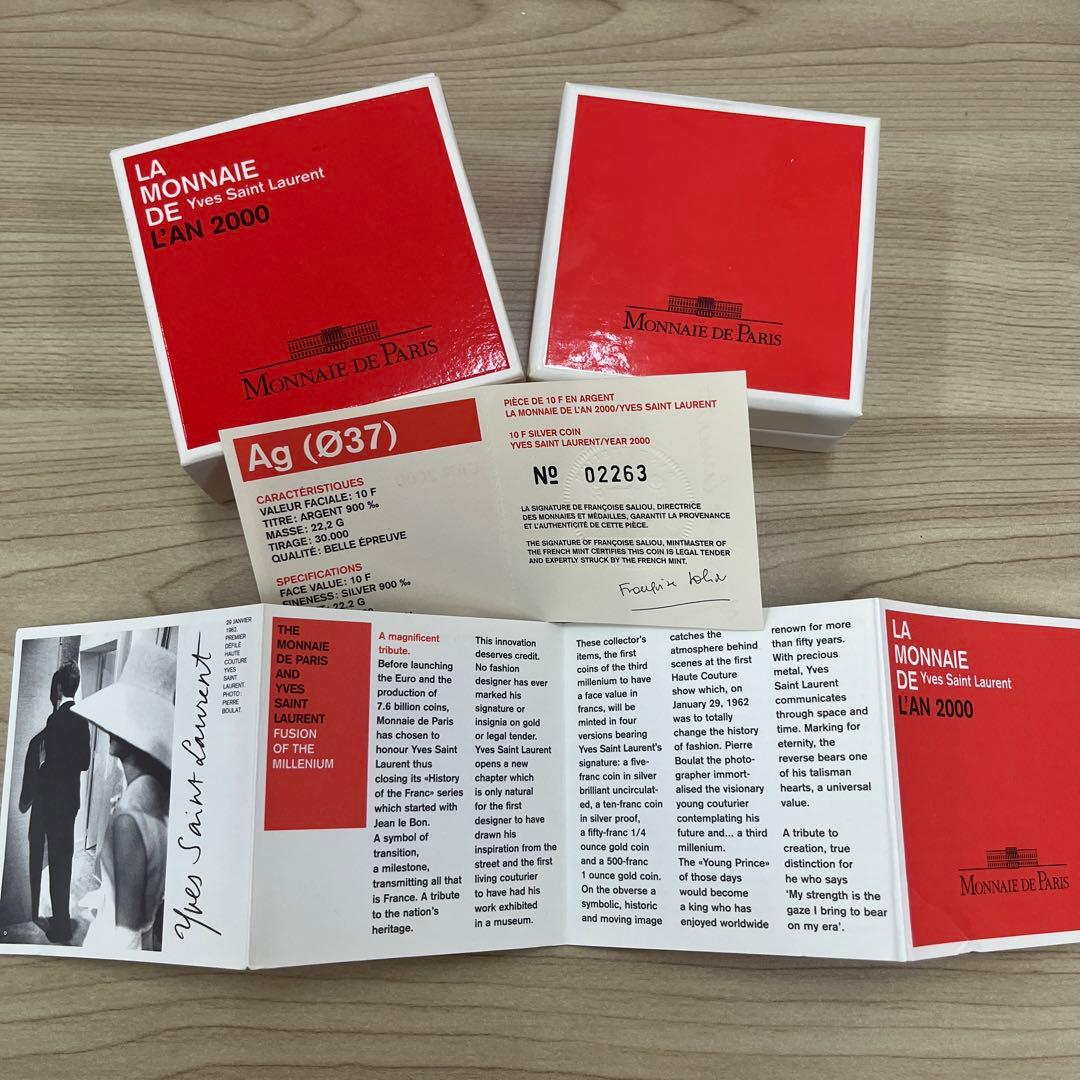 LA
MONNAIE
DE Yves Saint Laurent
L'AN 2000
MONNAIE DE PARIS
MONNAIE DE PARIS
Ag (Ø37)
CARACTÉRISTIQUES
VALEUR FACIALE: 10 F
TITRE: ARGENT 900 ‰
MASSE: 22,2 G
TIRAGE: 30.000
QUALITÉ: BELLE ÉPREUVE
SPECIFICATIONS
FACE VALUE: 10 F
FINENESS: SILVER 900 ‰
22,2 G
PIÈCE DE 10 F EN ARGENT
LA MONNAIE DE L'AN 2000/YVES SAINT LAURENT
10 F SILVER COIN
YVES SAINT LAURENT/YEAR 2000
Nº 02263
LA SIGNATURE DE FRANÇOISE SALIOU, DIRECTRICE
DES MONNAIES ET MÉDAILLES, GARANTIT LA PROVENANCE
ET L'AUTHENTICITÉ DE CETTE PIÈCE.
THE SIGNATURE OF FRANÇOISE SALIOU, MINTMASTER OF
THE FRENCH MINT CERTIFIES THIS COIN IS LEGAL TENDER
AND EXPERTLY STRUCK BY THE FRENCH MINT.
29 JANVIER
1962.
PREMIER
DÉFILÉ
HAUTE
COUTURE
YVES
SAINT
LAURENT.
PHOTO:
PIERRE
BOULAT.
Yves Saint Laurent
THE
MONNAIE
DE PARIS
AND
YVES
SAINT
LAURENT
FUSION
OF THE
MILLENIUM
A magnificent
tribute.
Before launching
the Euro and the
production of
7.6 billion coins,
Monnaie de Paris
has chosen to
honour Yves Saint
Laurent thus
closing its «History
of the Franc» series
which started with
Jean le Bon.
A symbol of
transition,
a milestone,
transmitting all that
is France. A tribute
to the nation's
heritage.
This innovation
deserves credit.
No fashion
designer has ever
marked his
signature or
insignia on gold
or legal tender.
Yves Saint Laurent
opens a new
chapter which
is only natural
for the first
designer to have
drawn his
inspiration from the
street and the first
living couturier
to have had his
work exhibited
in a museum.
These collector's
items, the first
coins of the third
millenium to have
a face value in
francs, will be
minted in four
versions bearing
Yves Saint Laurent's
signature: a five-
franc coin in silver
brilliant uncirculat-
ed, a ten-franc coin
in silver proof,
a fifty-franc 1/4
ounce gold coin
and a 500-franc
1 ounce gold coin.
On the obverse a
symbolic, historic
and moving image
catches the
atmosphere behind
scenes at the first
Haute Couture
show which, on
January 29, 1962
was to totally
change the history
of fashion. Pierre
Boulat the photo-
grapher immort-
alised the visionary
young couturier
contemplating his
future and... a third
millenium.
The «Young Prince»
of those days
would become
a king who has
enjoyed worldwide
renown for more
than fifty years.
With precious
metal, Yves
Saint Laurent
communicates
through space and
time. Marking for
eternity, the
reverse bears one
of his talisman
hearts, a universal
value.
A tribute to
creation, true
distinction for
he who says
'My strength is the
gaze I bring to bear
on my era'.
LA
MONNAIE
DE Yves Saint Laurent
L'AN 2000
MONNAIE DE PARIS